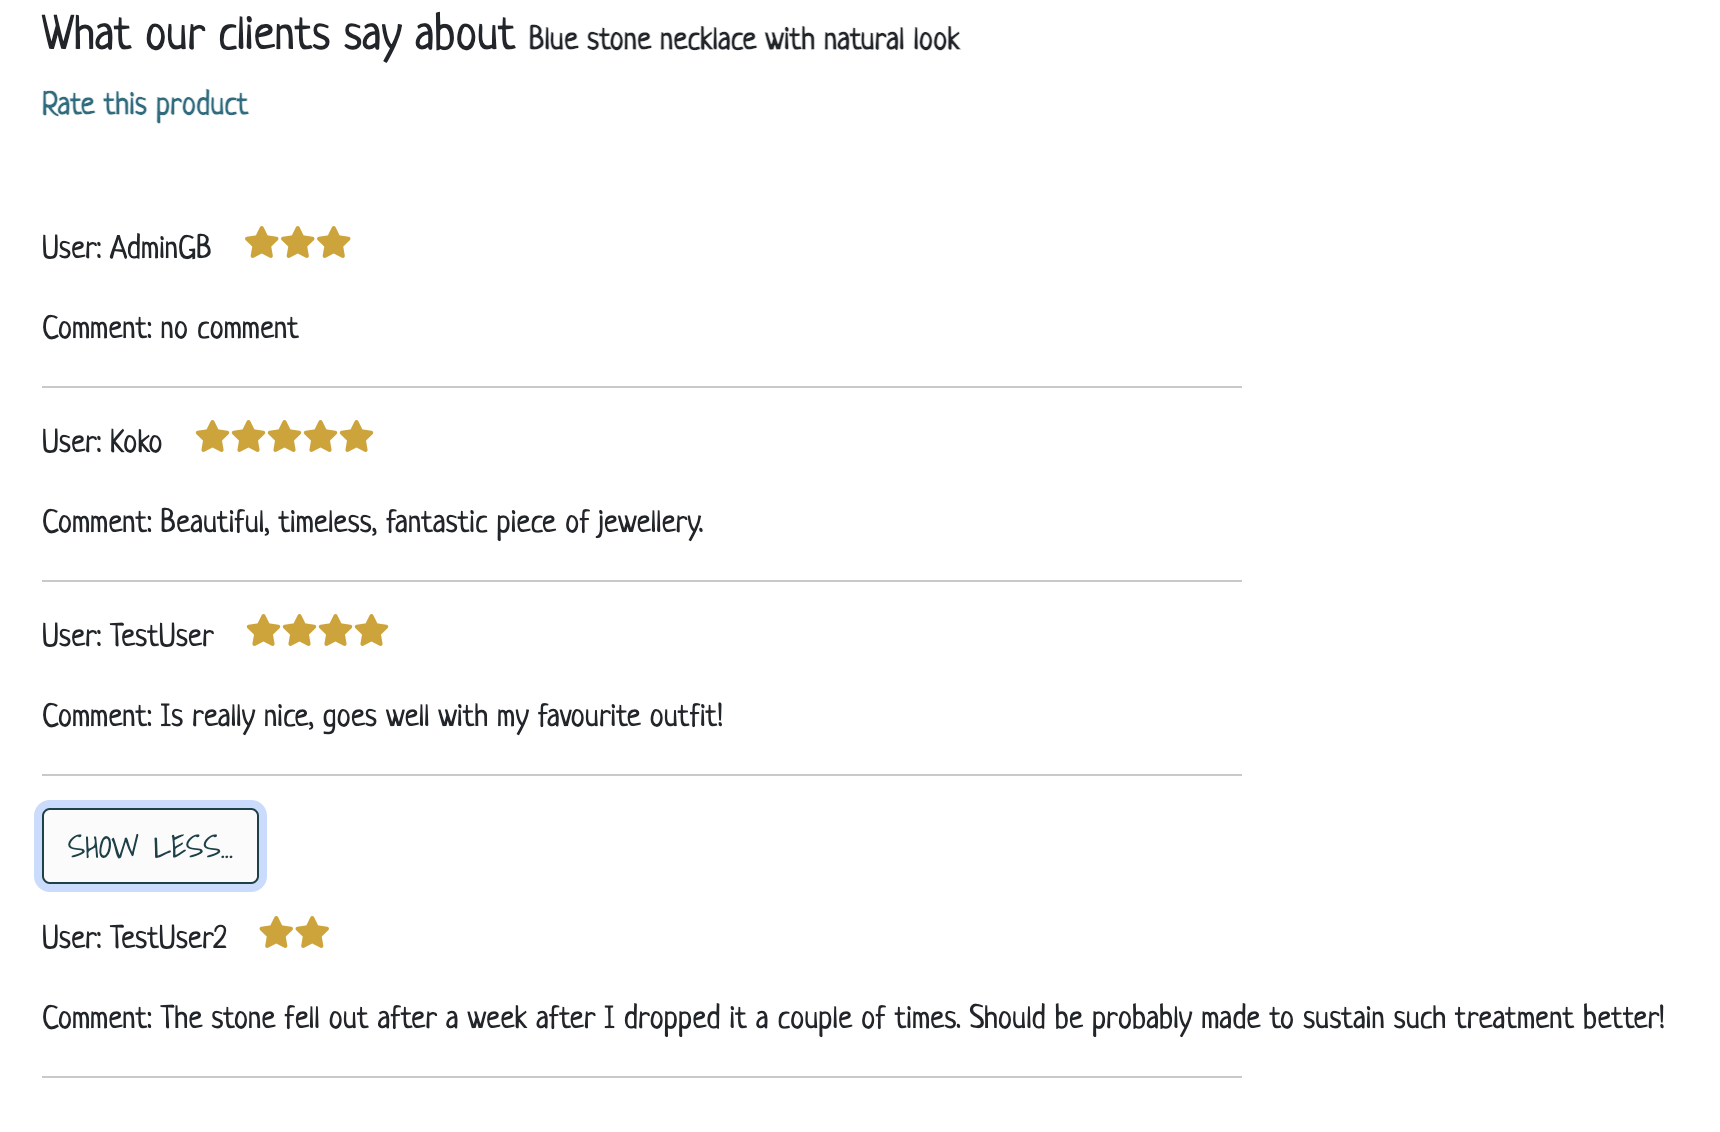 What our clients say about Blue stone necklace with natural look
Rate this product
User: AdminGB
Comment: no comment
User: Koko
Comment: Beautiful, timeless, fantastic piece of jewellery.
User: TestUser
Comment: Is really nice, goes well with my favourite outfit!
SHOW LESS...
User: TestUser2
Comment: The stone fell out after a week after I dropped it a couple of times. Should be probably made to sustain such treatment better!